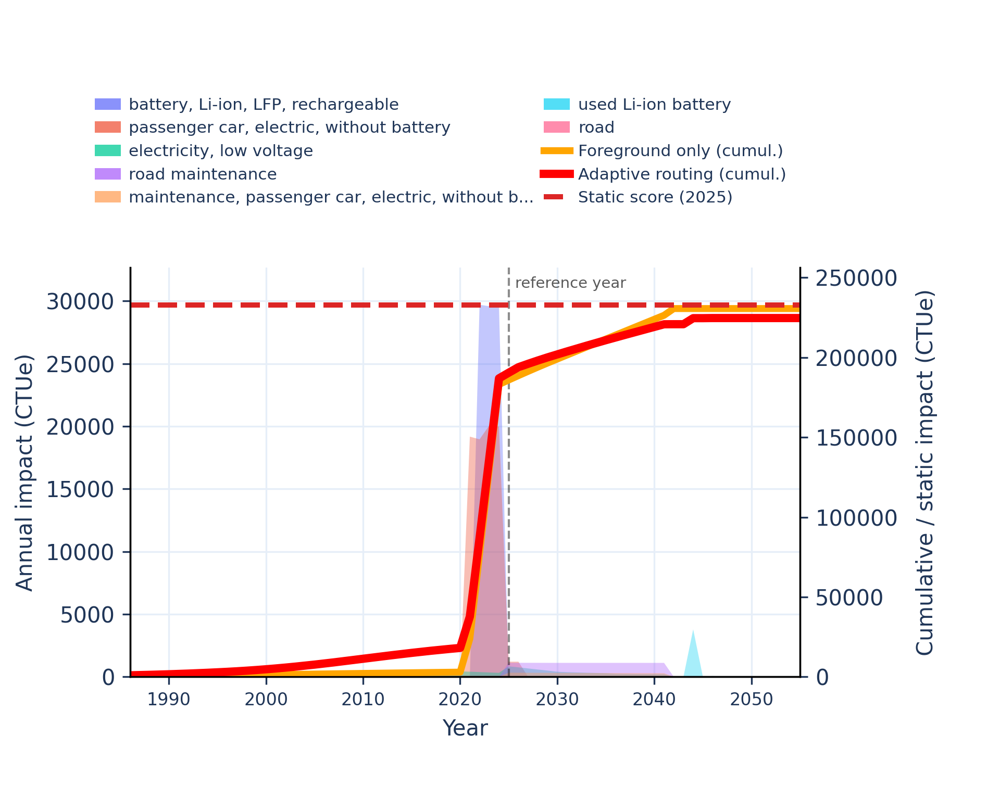 battery, Li-ion, LFP, rechargeable
passenger car, electric, without battery
electricity, low voltage
road maintenance
maintenance, passenger car, electric, without b...
used Li-ion battery
road
Foreground only (cumul.)
Adaptive routing (cumul.)
Static score (2025)
reference year
Annual impact (CTUe)
30000
25000
20000
15000
10000
5000
0
250000
200000
150000
100000
50000
0
Cumulative / static impact (CTUe)
1990
2000
2010
2020
2030
2040
2050
Year